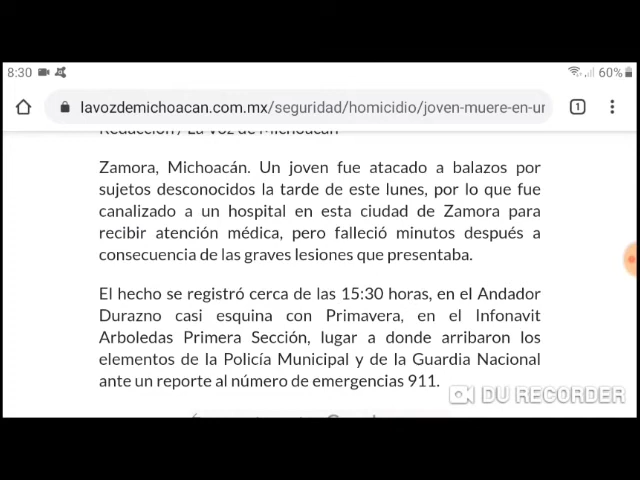 8:30
60%
lavozdemichoacan.com.mx/seguridad/homicidio/joven-muere-en-ur
1
Redacción / La Voz de Michoacán
Zamora, Michoacán. Un joven fue atacado a balazos por
sujetos desconocidos la tarde de este lunes, por lo que fue
canalizado a un hospital en esta ciudad de Zamora para
recibir atención médica, pero falleció minutos después a
consecuencia de las graves lesiones que presentaba.
El hecho se registró cerca de las 15:30 horas, en el Andador
Durazno casi esquina con Primavera, en el Infonavit
Arboledas Primera Sección, lugar a donde arribaron los
elementos de la Policía Municipal y de la Guardia Nacional
ante un reporte al número de emergencias 911.
DU RECORDER